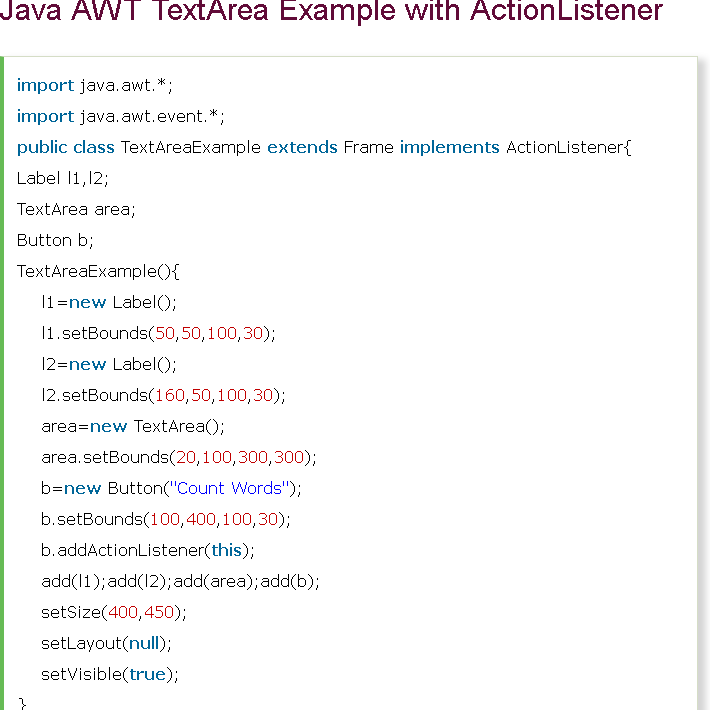 Java AWT TextArea Example with ActionListener
import java.awt.*;
import java.awt.event.*;
public class TextAreaExample extends Frame implements ActionListener{
Label l1,l2;
TextArea area;
Button b;
TextAreaExample(){
l1=new Label();
l1.setBounds(50,50,100,30);
l2=new Label();
l2.setBounds(160,50,100,30);
area=new TextArea();
area.setBounds(20,100,300,300);
b=new Button("Count Words");
b.setBounds(100,400,100,30);
b.addActionListener(this);
add(l1);add(l2);add(area);add(b);
setSize(400,450);
setLayout(null);
setVisible(true);
}